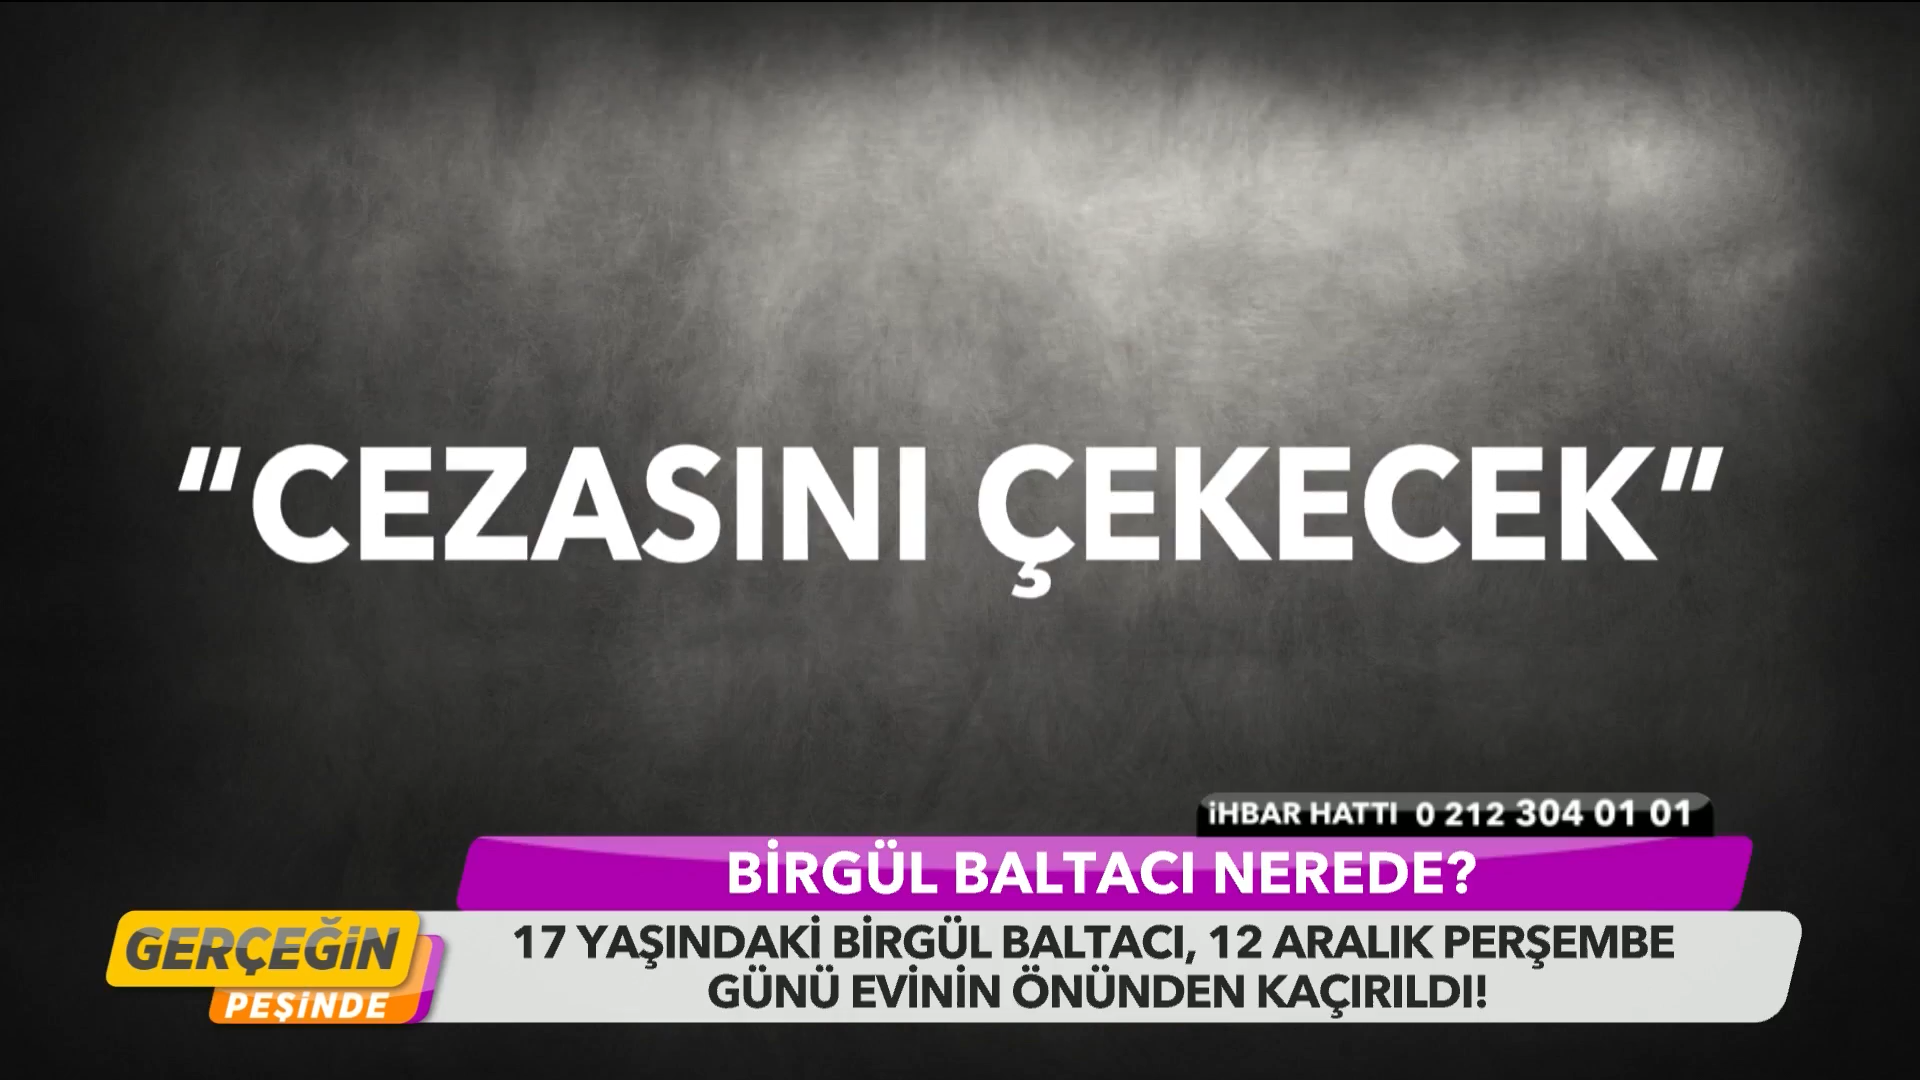 “CEZASINI ÇEKECEK”
İHBAR HATTI 0 212 304 01 01
BİRGÜL BALTACI NEREDE?
GERÇEĞİN
PEŞİNDE
17 YAŞINDAKİ BİRGÜL BALTACI, 12 ARALIK PERŞEMBE
GÜNÜ EVİNİN ÖNÜNDEN KAÇIRILDI!